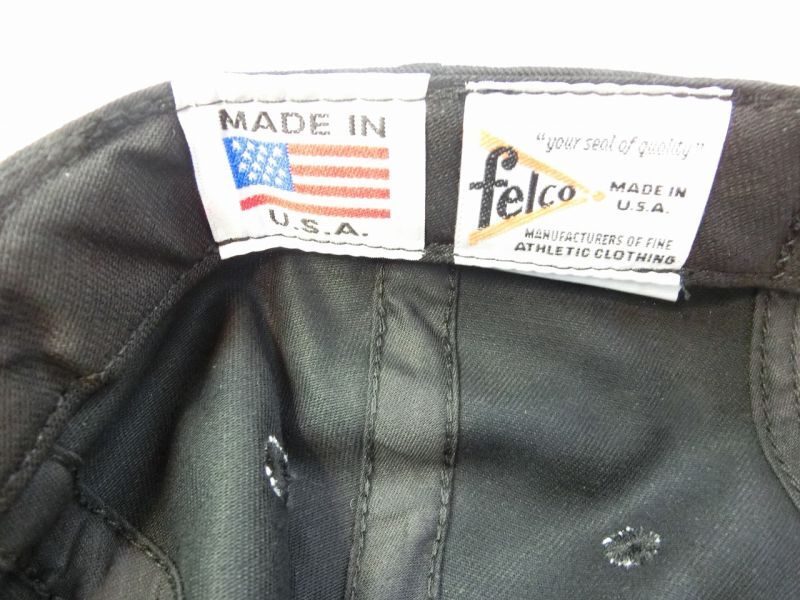 MADE IN
U.S.A.
"your seal of quality"
felco
MADE IN
U.S.A.
MANUFACTURERS OF FINE
ATHLETIC CLOTHING